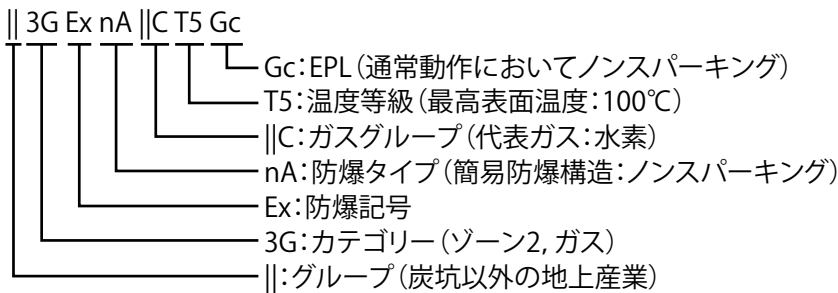 || 3G Ex nA ||C T5 Gc
Gc：EPL（通常動作においてノンスパーキング）
T5：温度等級（最高表面温度：100℃）
||C：ガスグループ（代表ガス：水素）
nA：防爆タイプ（簡易防爆構造：ノンスパーキング）
Ex：防爆記号
3G：カテゴリー（ゾーン2, ガス）
||：グループ（炭坑以外の地上産業）